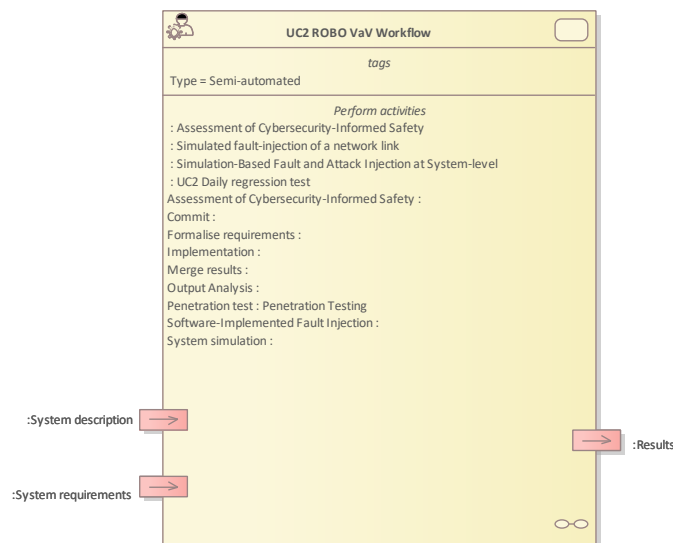 UC2 ROBO VaV Workflow
tags
Type = Semi-automated
Perform activities
: Assessment of Cybersecurity-Informed Safety
: Simulated fault-injection of a network link
: Simulation-Based Fault and Attack Injection at System-level
: UC2 Daily regression test
Assessment of Cybersecurity-Informed Safety :
Commit :
Formalise requirements :
Implementation :
Merge results :
Output Analysis :
Penetration test : Penetration Testing
Software-Implemented Fault Injection :
System simulation :
:System description
:Results
:System requirements